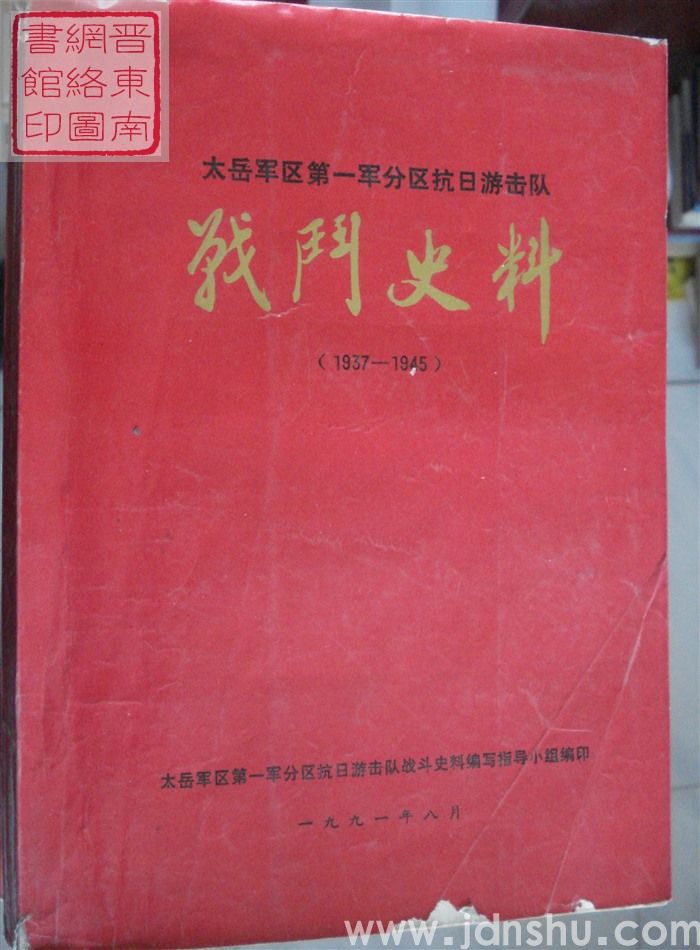 晋東南
網絡圖
書館印
太岳军区第一军分区抗日游击队
戦鬥史料
（1937—1945）
太岳军区第一军分区抗日游击队战斗史料编写指导小组编印
一九九一年八月
www.jdnshu.com